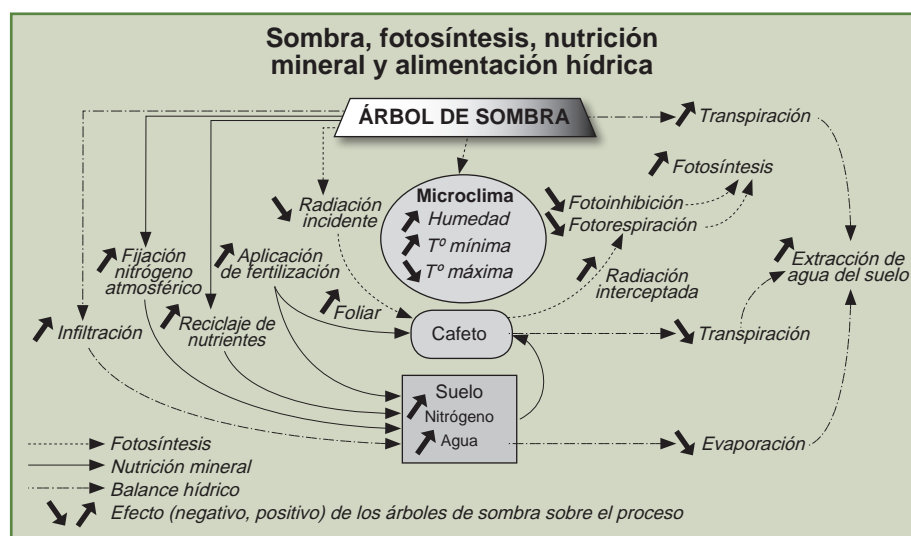 Sombra, fotosíntesis, nutrición
mineral y alimentación hídrica
ÁRBOL DE SOMBRA
Transpiración
Fotosíntesis
Radiación
incidente
Microclima
Humedad
Tº mínima
Tº máxima
Fotoinhibición
Fotorespiración
Fijación
nitrógeno
atmosférico
Aplicación
de fertilización
Radiación
interceptada
Extracción de
agua del suelo
Infiltración
Reciclaje de
nutrientes
Foliar
Cafeto
Transpiración
Suelo
Nitrógeno
Agua
Evaporación
Fotosíntesis
Nutrición mineral
Balance hídrico
Efecto (negativo, positivo) de los árboles de sombra sobre el proceso